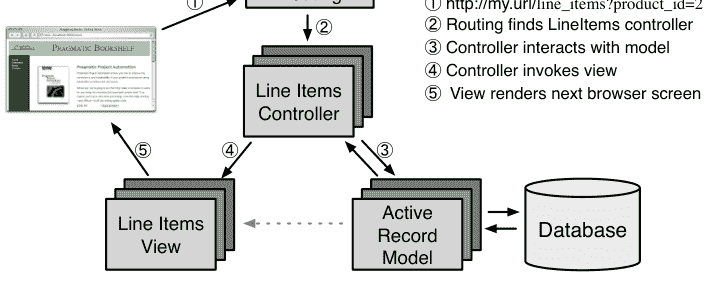 ① http://my.url/line_items?product_id=2
② Routing finds LineItems controller
③ Controller interacts with model
④ Controller invokes view
⑤ View renders next browser screen
①
②
PRAGMATIC BOOKSHELF
Pragmatic Project Automation
Line Items
Controller
⑤
④
③
Line Items
View
Active
Record
Model
Database